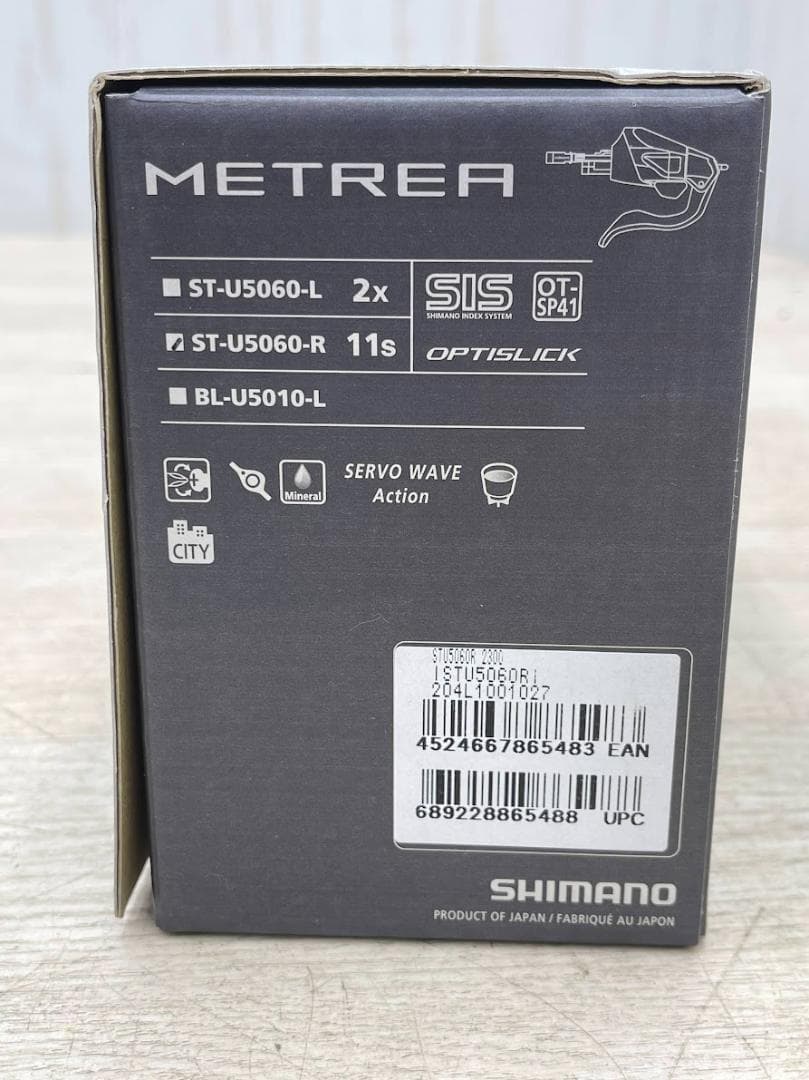 METREA
ST-U5060-L 2x
ST-U5060-R 11s
BL-U5010-L
SIS
SHIMANO INDEX SYSTEM
OT-
SP41
OPTISLICK
Mineral
SERVO WAVE
Action
CITY
STU5060R 2300
ISTU5060RI
204L1001027
4524667865483 EAN
689228865488 UPC
SHIMANO
PRODUCT OF JAPAN / FABRIQUÉ AU JAPON